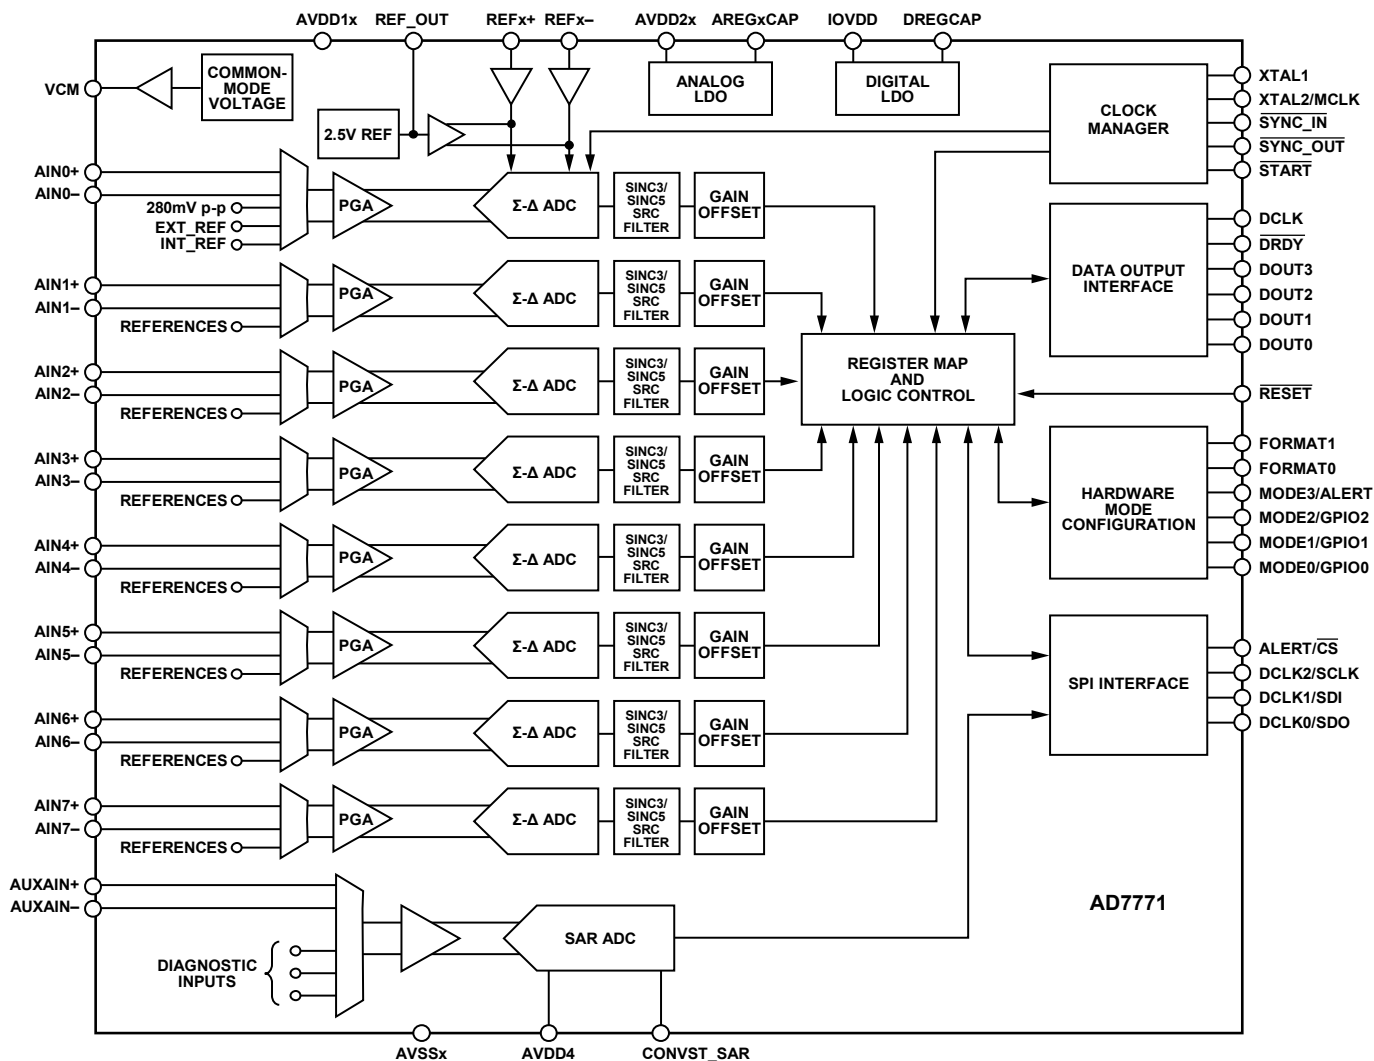 AVDD1x REF_OUT REFx+ REFx– AVDD2x AREGxCAP IOVDD DREGCAP
VCM
COMMON-
MODE
VOLTAGE
2.5V REF
ANALOG
LDO
DIGITAL
LDO
CLOCK
MANAGER
XTAL1
XTAL2/MCLK
SYNC_IN
SYNC_OUT
START
AIN0+
AIN0–
280mV p-p
EXT_REF
INT_REF
PGA
Σ-Δ ADC
SINC3/
SINC5
SRC
FILTER
GAIN
OFFSET
DATA OUTPUT
INTERFACE
DCLK
DRDY
DOUT3
DOUT2
DOUT1
DOUT0
AIN1+
AIN1–
REFERENCES
PGA
Σ-Δ ADC
SINC3/
SINC5
SRC
FILTER
GAIN
OFFSET
REGISTER MAP
AND
LOGIC CONTROL
RESET
AIN2+
AIN2–
REFERENCES
PGA
Σ-Δ ADC
SINC3/
SINC5
SRC
FILTER
GAIN
OFFSET
AIN3+
AIN3–
REFERENCES
PGA
Σ-Δ ADC
SINC3/
SINC5
SRC
FILTER
GAIN
OFFSET
HARDWARE
MODE
CONFIGURATION
FORMAT1
FORMAT0
MODE3/ALERT
MODE2/GPIO2
MODE1/GPIO1
MODE0/GPIO0
AIN4+
AIN4–
REFERENCES
PGA
Σ-Δ ADC
SINC3/
SINC5
SRC
FILTER
GAIN
OFFSET
AIN5+
AIN5–
REFERENCES
PGA
Σ-Δ ADC
SINC3/
SINC5
SRC
FILTER
GAIN
OFFSET
SPI INTERFACE
ALERT/CS
DCLK2/SCLK
DCLK1/SDI
DCLK0/SDO
AIN6+
AIN6–
REFERENCES
PGA
Σ-Δ ADC
SINC3/
SINC5
SRC
FILTER
GAIN
OFFSET
AIN7+
AIN7–
REFERENCES
PGA
Σ-Δ ADC
SINC3/
SINC5
SRC
FILTER
GAIN
OFFSET
AUXAIN+
AUXAIN–
DIAGNOSTIC
INPUTS
SAR ADC
AD7771
AVSSx AVDD4 CONVST_SAR